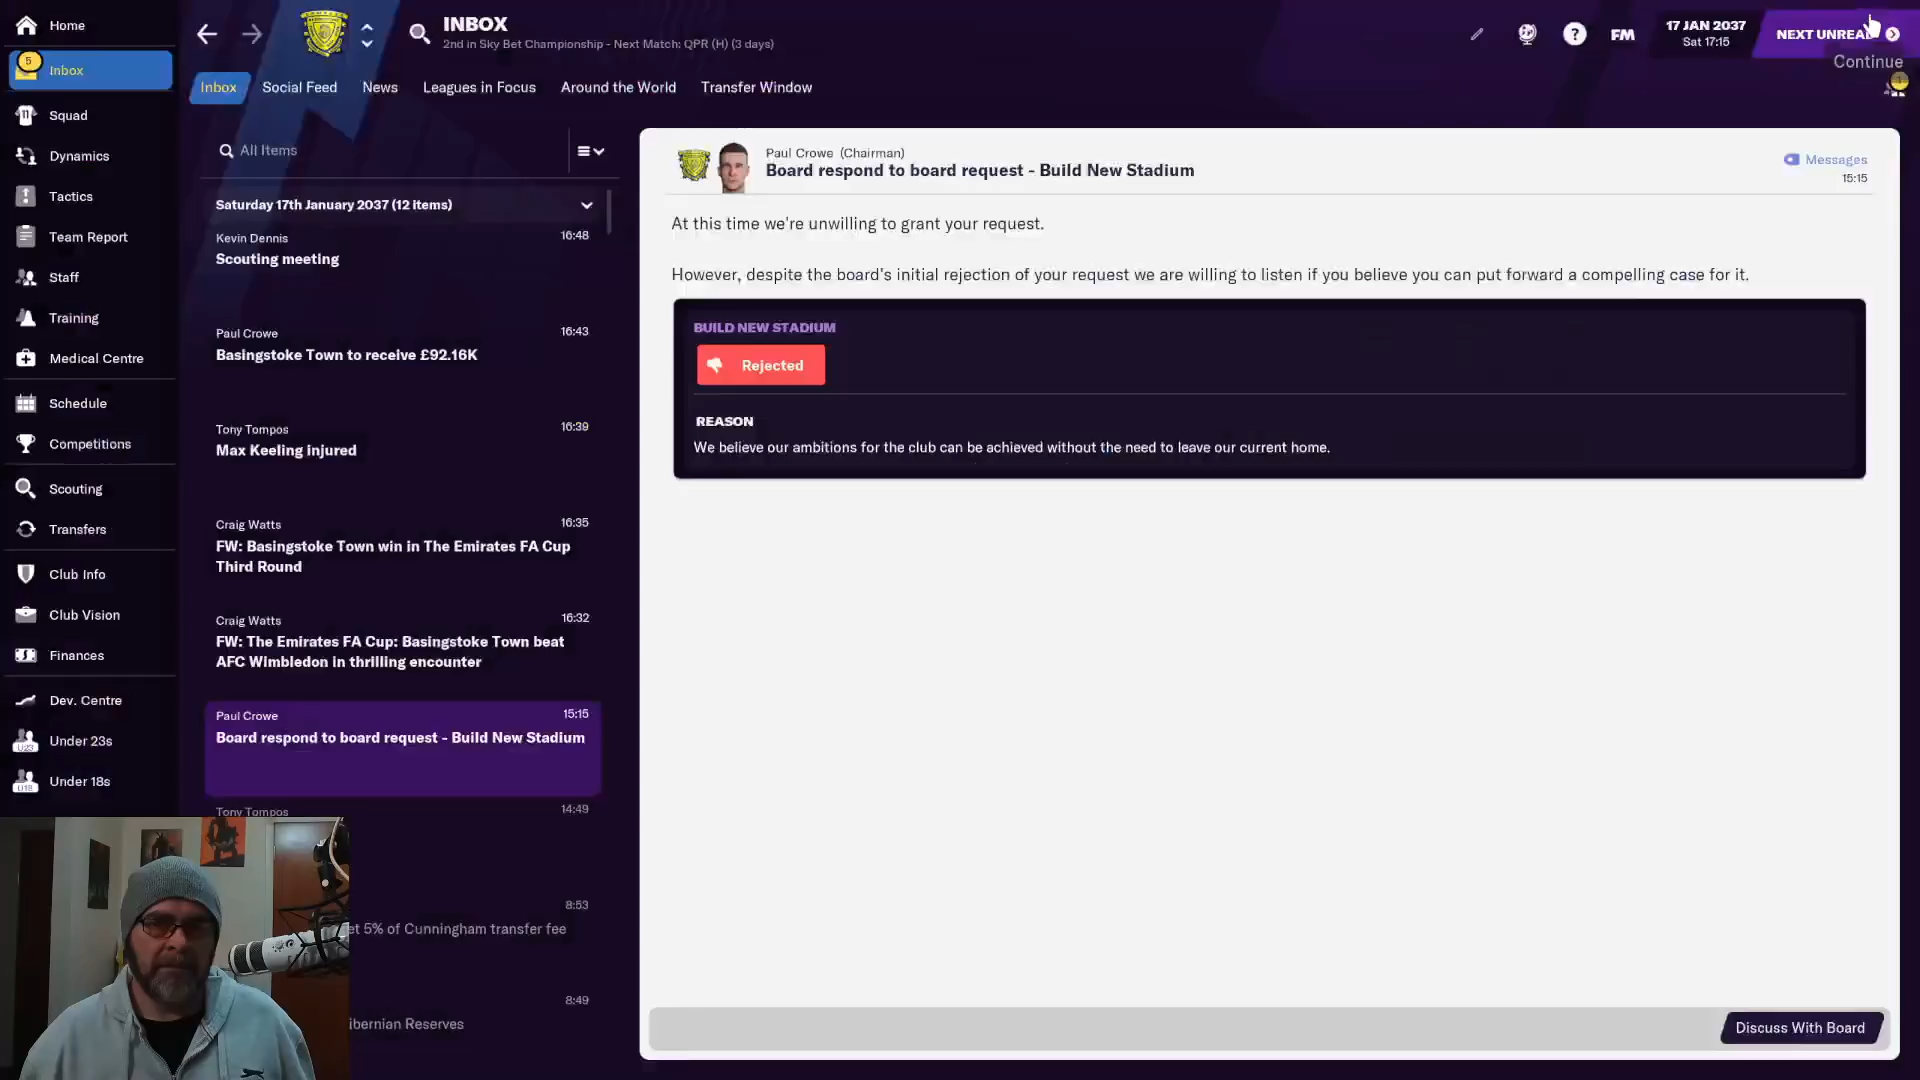 Home
Inbox
5
Squad
Dynamics
Tactics
Team Report
Staff
Training
Medical Centre
Schedule
Competitions
Scouting
Transfers
Club Info
Club Vision
Finances
Dev. Centre
Under 23s
Under 18s
INBOX
2nd in Sky Bet Championship - Next Match: QPR (H) (3 days)
FM
17 JAN 2037
Sat 17:15
NEXT UNREAD
Continue
Inbox
Social Feed
News
Leagues in Focus
Around the World
Transfer Window
All Items
Saturday 17th January 2037 (12 items)
Kevin Dennis
16:48
Scouting meeting
Paul Crowe
16:43
Basingstoke Town to receive £92.16K
Tony Tompos
16:39
Max Keeling injured
Craig Watts
16:35
FW: Basingstoke Town win in The Emirates FA Cup
Third Round
Craig Watts
16:32
FW: The Emirates FA Cup: Basingstoke Town beat
AFC Wimbledon in thrilling encounter
Paul Crowe
15:15
Board respond to board request - Build New Stadium
Tony Tompos
14:49
8:53
et 5% of Cunningham transfer fee
8:49
ibernian Reserves
Paul Crowe (Chairman)
Board respond to board request - Build New Stadium
Messages
15:15
At this time we're unwilling to grant your request.
However, despite the board's initial rejection of your request we are willing to listen if you believe you can put forward a compelling case for it.
BUILD NEW STADIUM
Rejected
REASON
We believe our ambitions for the club can be achieved without the need to leave our current home.
Discuss With Board